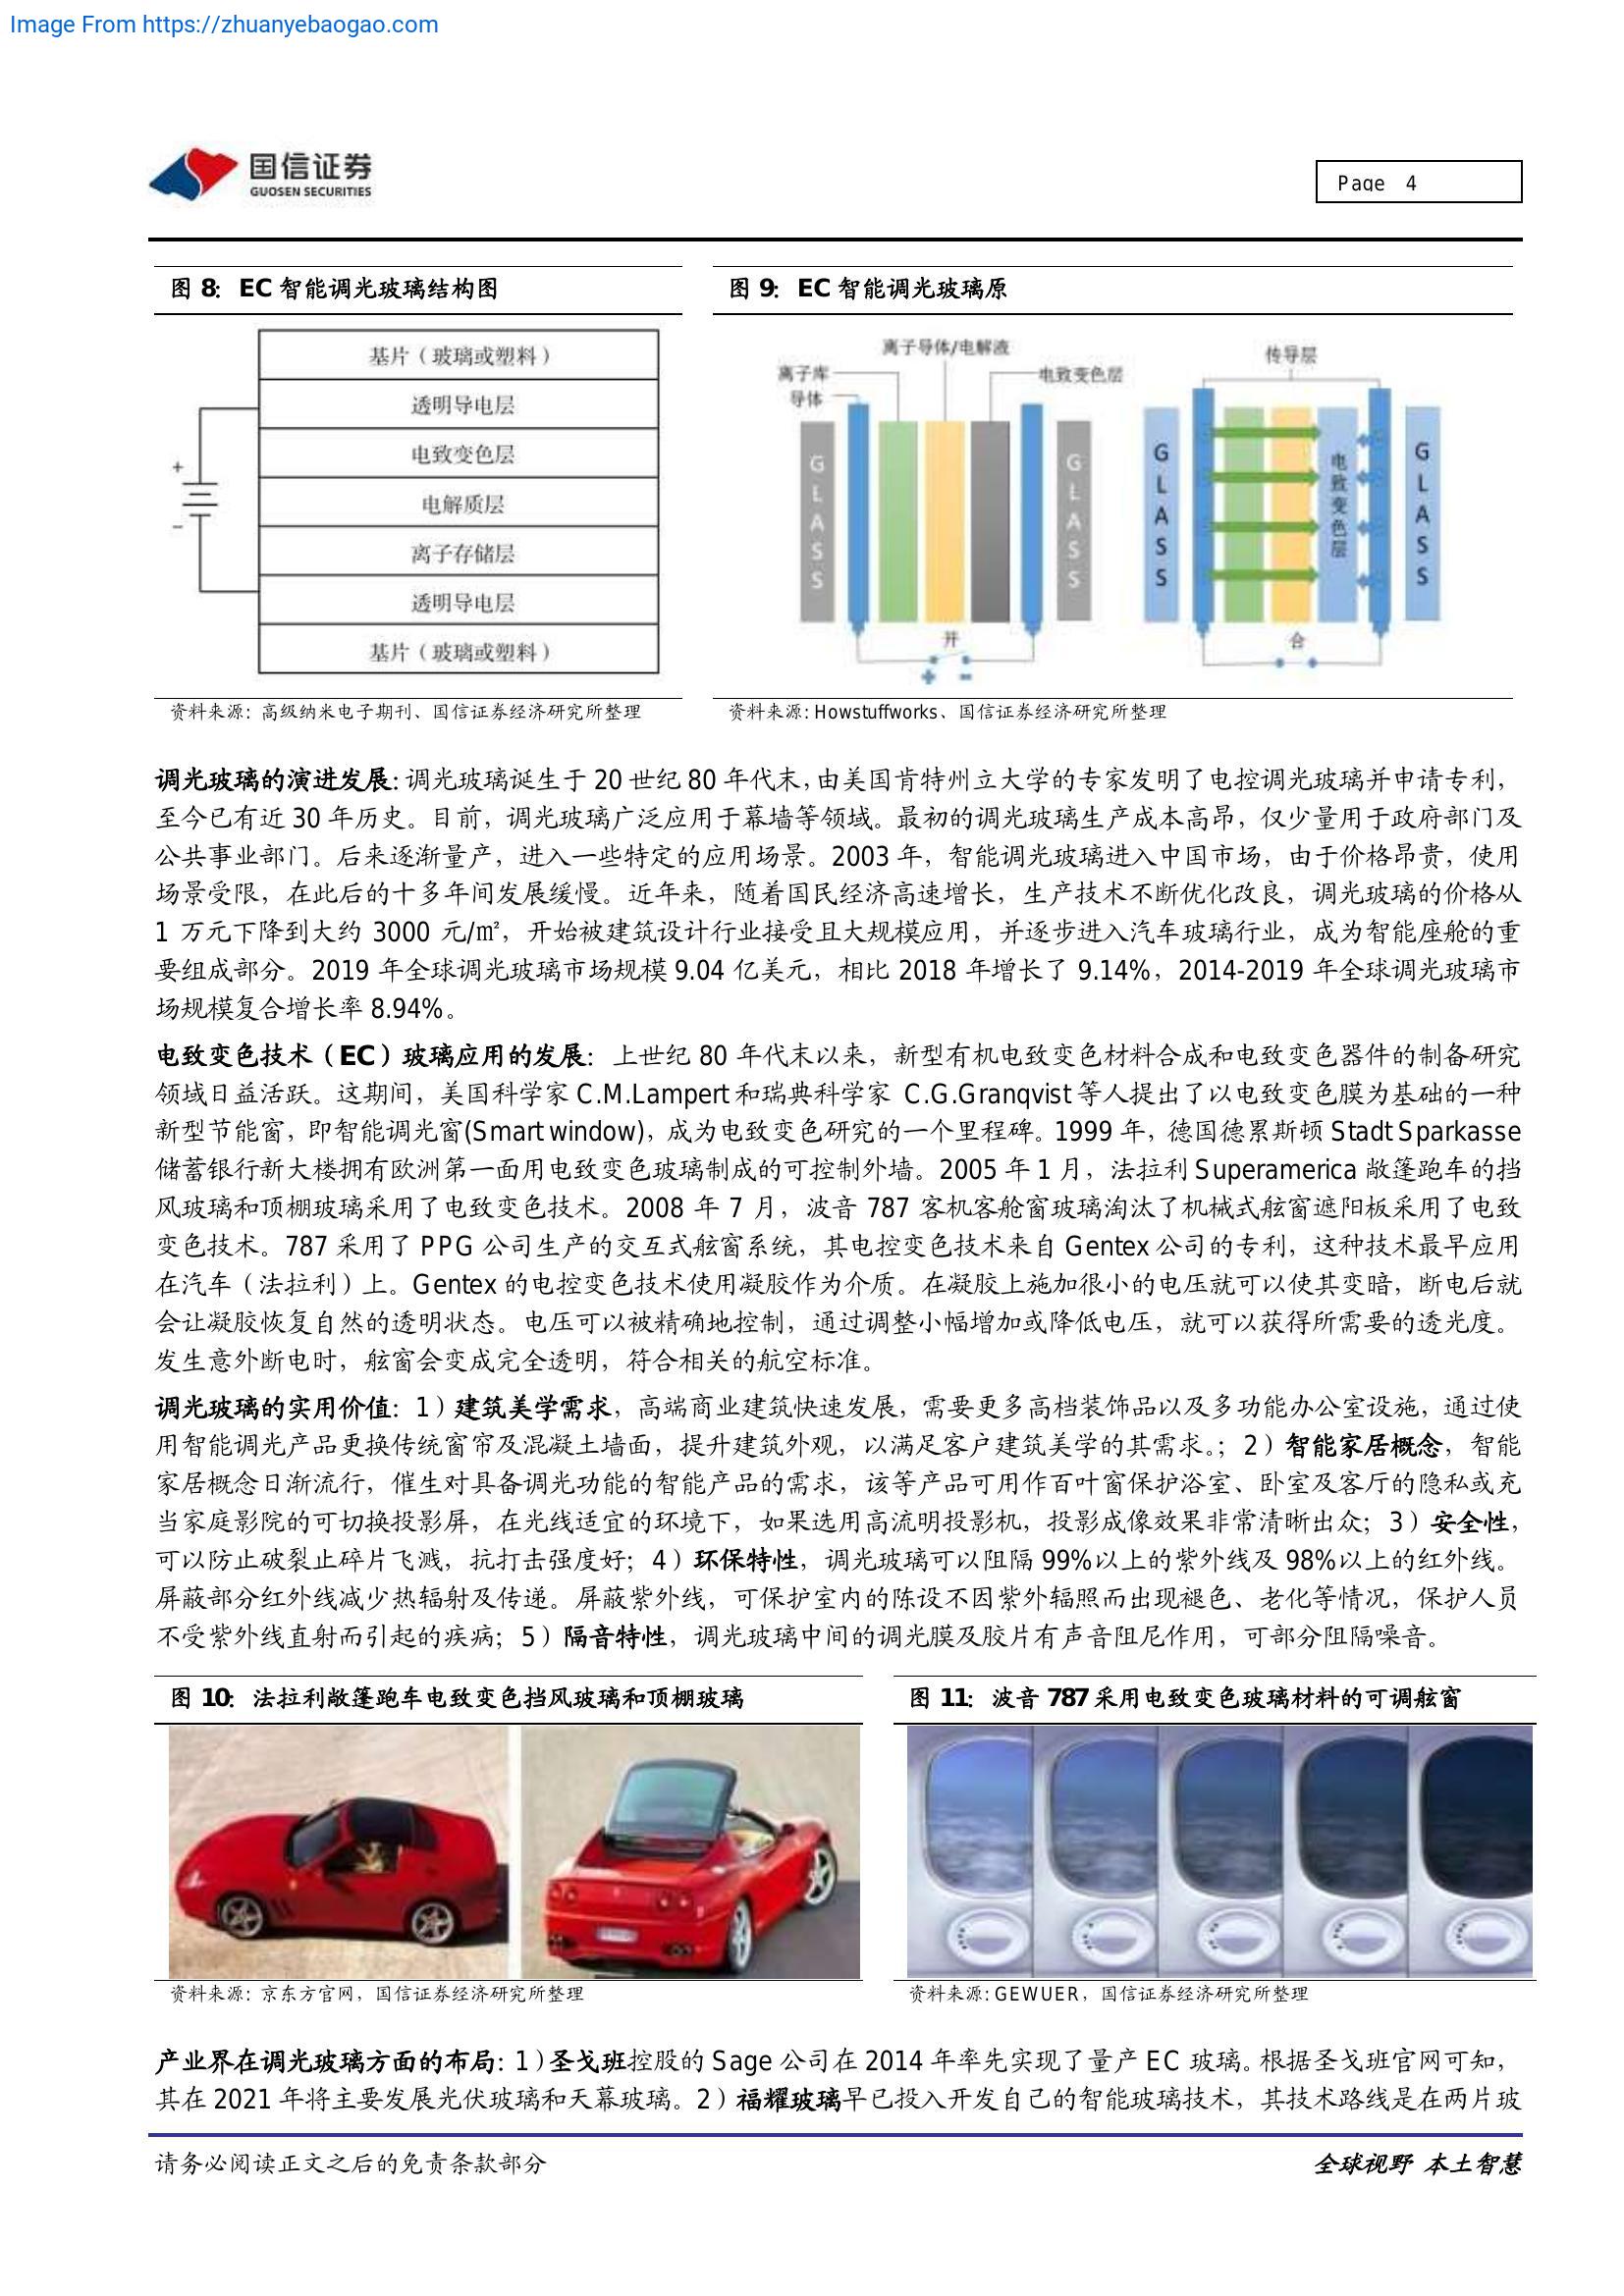 Image From https://zhuanyebaogao.com
国信证券
GUOSEN SECURITIES
Page 4
图 8：EC 智能调光玻璃结构图
基片（玻璃或塑料）
透明导电层
电致变色层
+
电解质层
−
离子存储层
透明导电层
基片（玻璃或塑料）
资料来源：高级纳米电子期刊、国信证券经济研究所整理
图 9：EC 智能调光玻璃原
离子导体/电解液
离子库
电致变色层
导体
GLASS
GLASS
开
+ -
传导层
GLASS
电致变色层
GLASS
合
资料来源：Howstuffworks、国信证券经济研究所整理
调光玻璃的演进发展：调光玻璃诞生于 20 世纪 80 年代末，由美国肯特州立大学的专家发明了电控调光玻璃并申请专利，
至今已有近 30 年历史。目前，调光玻璃广泛应用于幕墙等领域。最初的调光玻璃生产成本高昂，仅少量用于政府部门及
公共事业部门。后来逐渐量产，进入一些特定的应用场景。2003 年，智能调光玻璃进入中国市场，由于价格昂贵，使用
场景受限，在此后的十多年间发展缓慢。近年来，随着国民经济高速增长，生产技术不断优化改良，调光玻璃的价格从
1 万元下降到大约 3000 元/㎡，开始被建筑设计行业接受且大规模应用，并逐步进入汽车玻璃行业，成为智能座舱的重
要组成部分。2019 年全球调光玻璃市场规模 9.04 亿美元，相比 2018 年增长了 9.14%，2014-2019 年全球调光玻璃市
场规模复合增长率 8.94%。
电致变色技术（EC）玻璃应用的发展：上世纪 80 年代末以来，新型有机电致变色材料合成和电致变色器件的制备研究
领域日益活跃。这期间，美国科学家 C.M.Lampert 和瑞典科学家 C.G.Granqvist 等人提出了以电致变色膜为基础的一种
新型节能窗，即智能调光窗(Smart window)，成为电致变色研究的一个里程碑。1999 年，德国德累斯顿 Stadt Sparkasse
储蓄银行新大楼拥有欧洲第一面用电致变色玻璃制成的可控制外墙。2005 年 1 月，法拉利 Superamerica 敞篷跑车的挡
风玻璃和顶棚玻璃采用了电致变色技术。2008 年 7 月，波音 787 客机客舱窗玻璃淘汰了机械式舷窗遮阳板采用了电致
变色技术。787 采用了 PPG 公司生产的交互式舷窗系统，其电控变色技术来自 Gentex 公司的专利，这种技术最早应用
在汽车（法拉利）上。Gentex 的电控变色技术使用凝胶作为介质。在凝胶上施加很小的电压就可以使其变暗，断电后就
会让凝胶恢复自然的透明状态。电压可以被精确地控制，通过调整小幅增加或降低电压，就可以获得所需要的透光度。
发生意外断电时，舷窗会变成完全透明，符合相关的航空标准。
调光玻璃的实用价值：1）建筑美学需求，高端商业建筑快速发展，需要更多高档装饰品以及多功能办公室设施，通过使
用智能调光产品更换传统窗帘及混凝土墙面，提升建筑外观，以满足客户建筑美学的其需求。；2）智能家居概念，智能
家居概念日渐流行，催生对具备调光功能的智能产品的需求，该等产品可用作百叶窗保护浴室、卧室及客厅的隐私或充
当家庭影院的可切换投影屏，在光线适宜的环境下，如果选用高流明投影机，投影成像效果非常清晰出众；3）安全性，
可以防止破裂止碎片飞溅，抗打击强度好；4）环保特性，调光玻璃可以阻隔 99%以上的紫外线及 98%以上的红外线。
屏蔽部分红外线减少热辐射及传递。屏蔽紫外线，可保护室内的陈设不因紫外辐照而出现褪色、老化等情况，保护人员
不受紫外线直射而引起的疾病；5）隔音特性，调光玻璃中间的调光膜及胶片有声音阻尼作用，可部分阻隔噪音。
图 10：法拉利敞篷跑车电致变色挡风玻璃和顶棚玻璃
资料来源：京东方官网，国信证券经济研究所整理
图 11：波音 787 采用电致变色玻璃材料的可调舷窗
资料来源：GEWUER，国信证券经济研究所整理
产业界在调光玻璃方面的布局：1）圣戈班控股的 Sage 公司在 2014 年率先实现了量产 EC 玻璃。根据圣戈班官网可知，
其在 2021 年将主要发展光伏玻璃和天幕玻璃。2）福耀玻璃早已投入开发自己的智能玻璃技术，其技术路线是在两片玻
请务必阅读正文之后的免责条款部分
全球视野 本土智慧